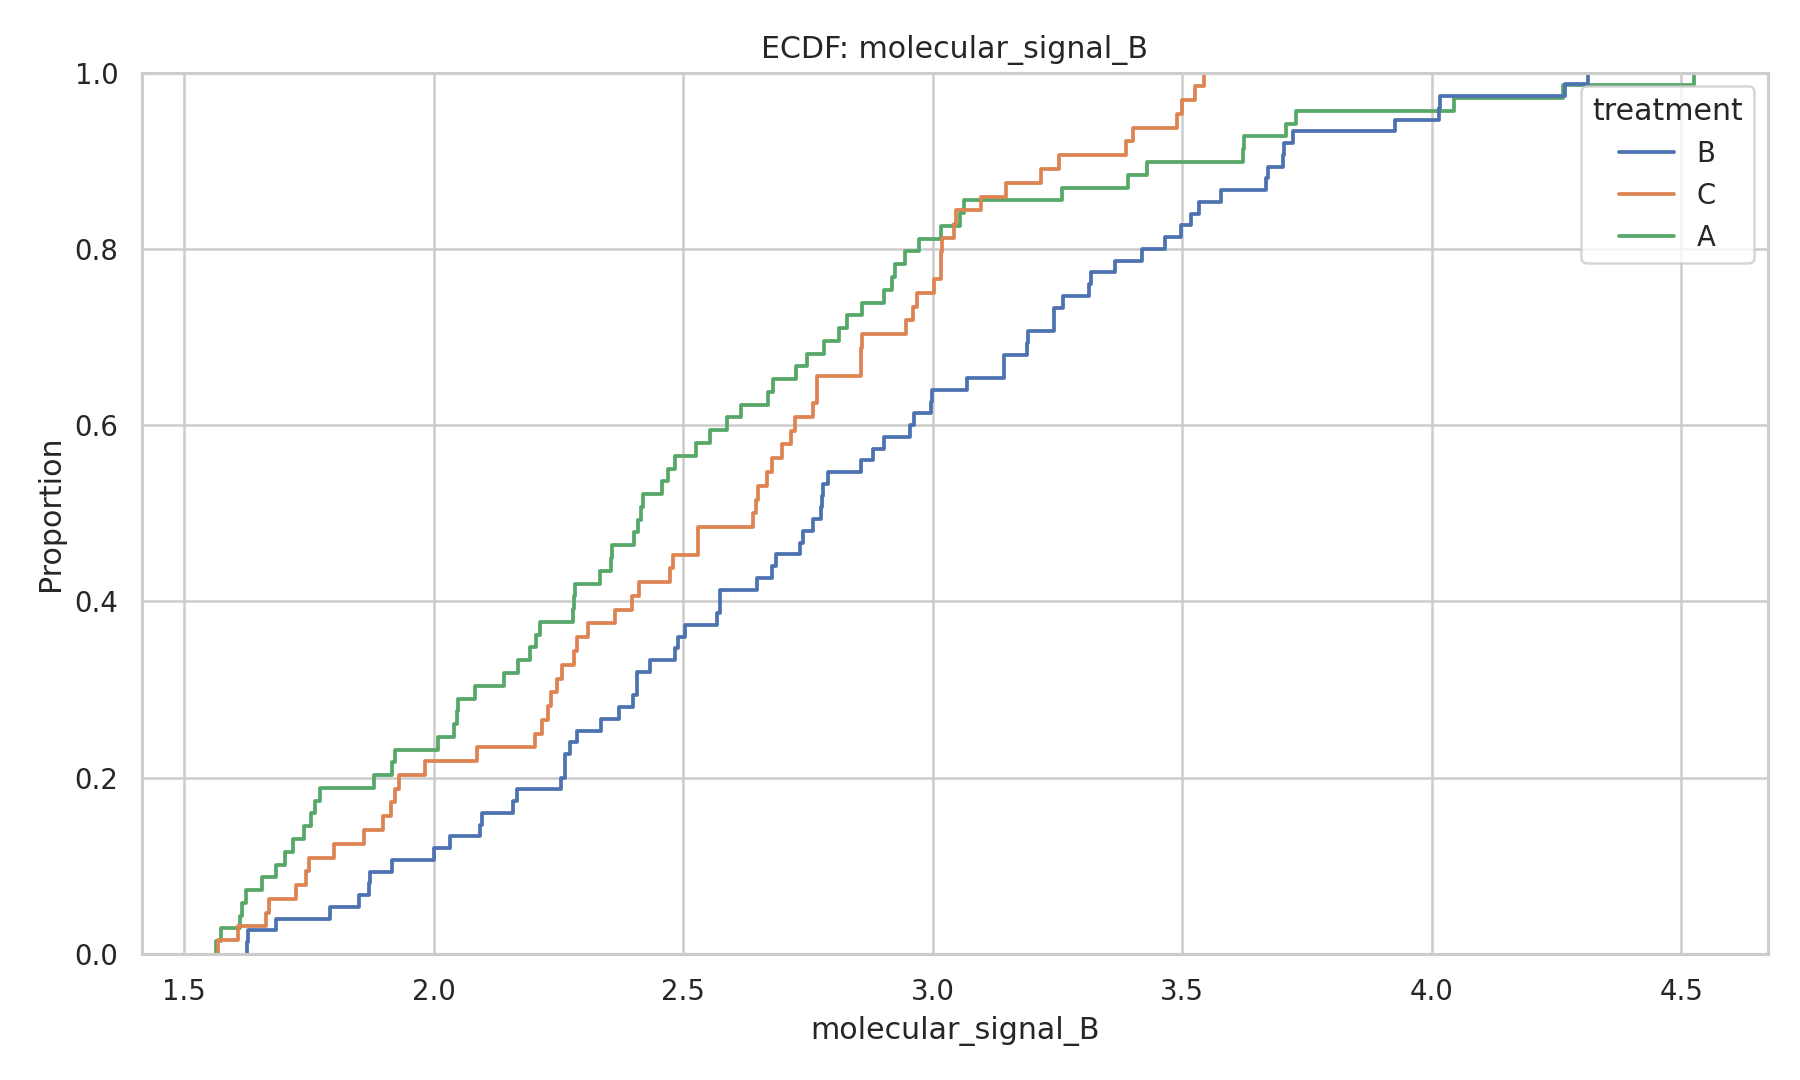 ECDF: molecular_signal_B
1.0
0.8
0.6
0.4
0.2
0.0
Proportion
treatment
B
C
A
1.5 2.0 2.5 3.0 3.5 4.0 4.5
molecular_signal_B